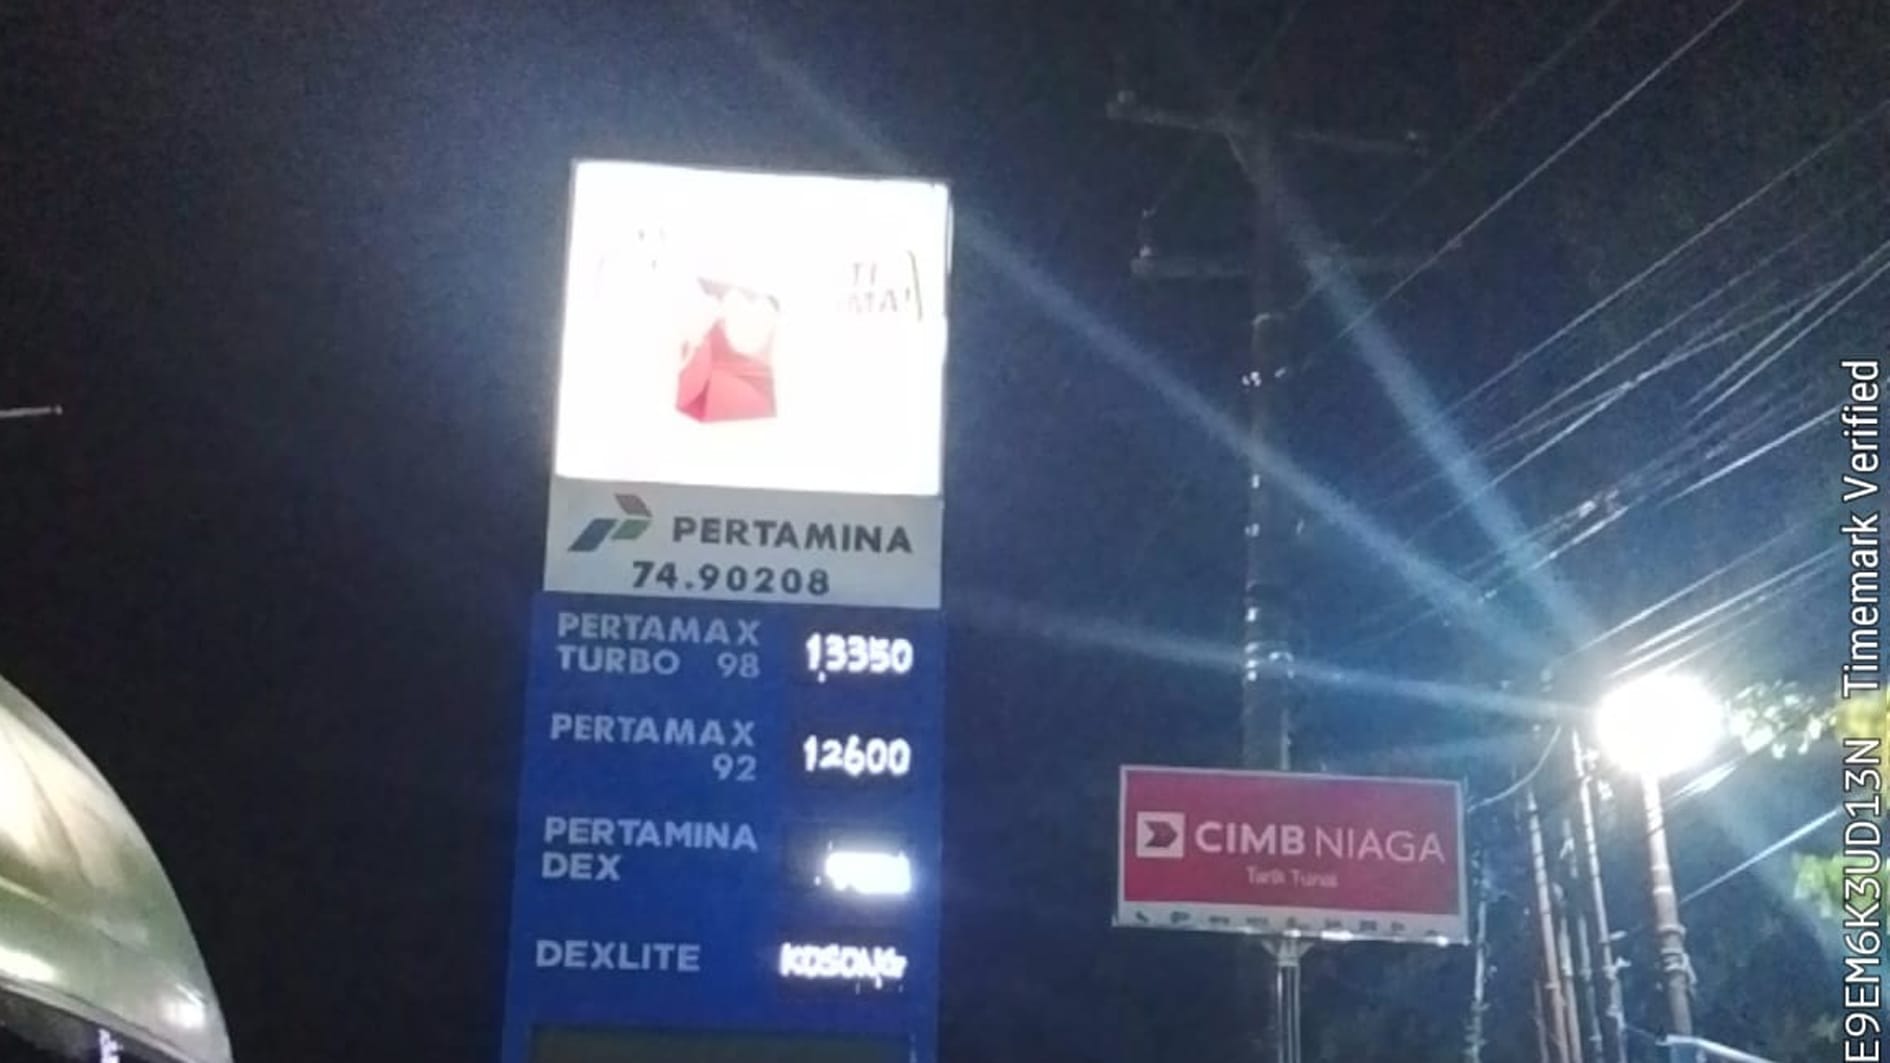 PERTAMINA
74.90208
PERTAMAX
TURBO 98 13350
PERTAMAX
92 12600
PERTAMINA
DEX
DEXLITE KOSONG
CIMB NIAGA
Tarik Tunai
E9EM6K3UD13N Timemark Verified